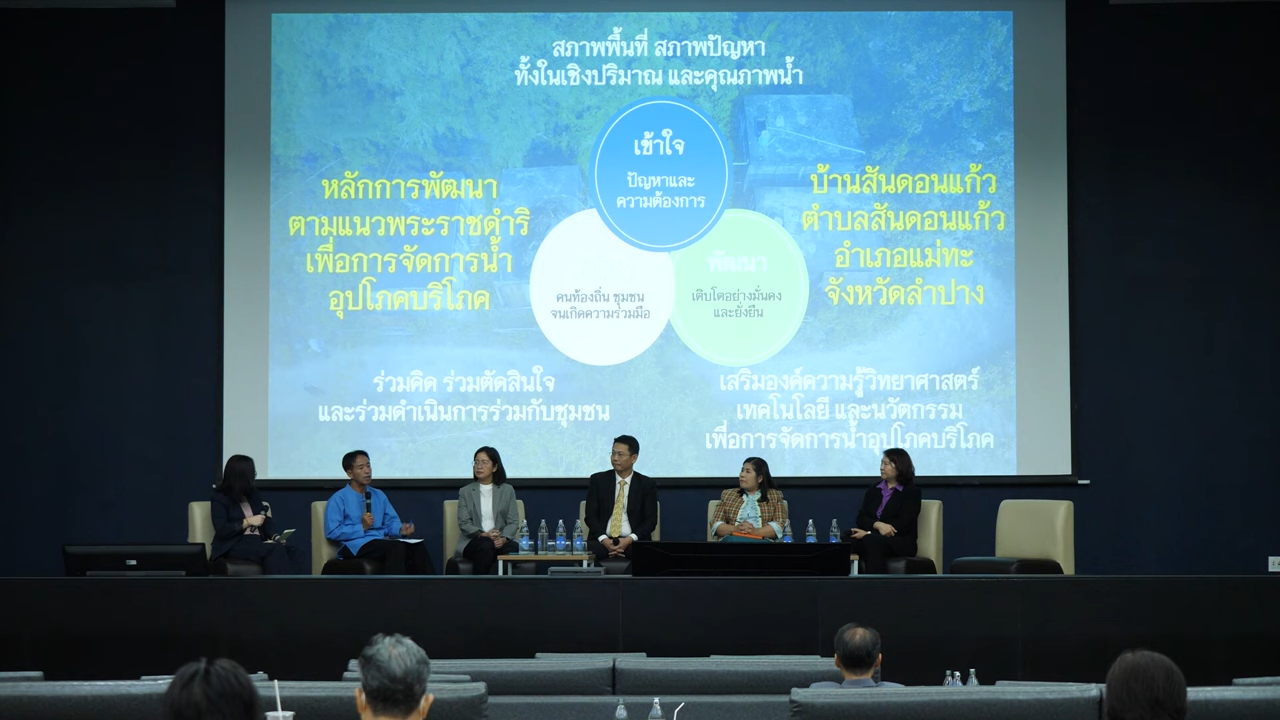 สภาพพื้นที่ สภาพปัญหา
ทั้งในเชิงปริมาณ และคุณภาพน้ำ
เข้าใจ
ปัญหาและ
ความต้องการ
หลักการพัฒนา
ตามแนวพระราชดำริ
เพื่อการจัดการน้ำ
อุปโภคบริโภค
บ้านสันดอนแก้ว
ตำบลสันดอนแก้ว
อำเภอแม่ทะ
จังหวัดลำปาง
คนท้องถิ่น ชุมชน
จนเกิดความร่วมมือ
พัฒนา
เติบโตอย่างมั่นคง
และยั่งยืน
ร่วมคิด ร่วมตัดสินใจ
และร่วมดำเนินการร่วมกับชุมชน
เสริมองค์ความรู้วิทยาศาสตร์
เทคโนโลยี และนวัตกรรม
เพื่อการจัดการน้ำอุปโภคบริโภค